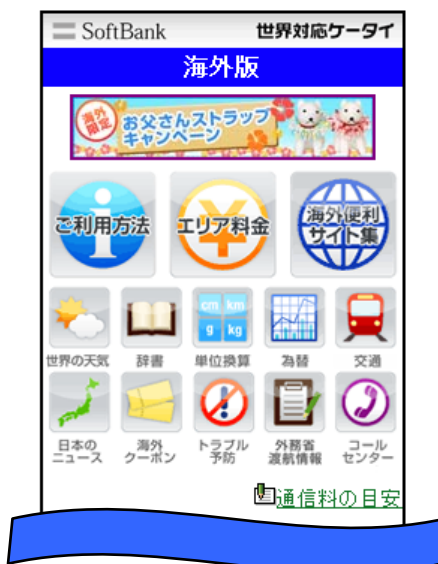 SoftBank 世界対応ケータイ
海外版
海外
限定
お父さんストラップ
キャンペーン
ご利用方法 エリア料金 海外便利
サイト集
cm km
g kg
世界の天気 辞書 単位換算 為替 交通
日本の
ニュース
海外
クーポン
トラブル
予防
外務省
渡航情報
コール
センター
通信料の目安